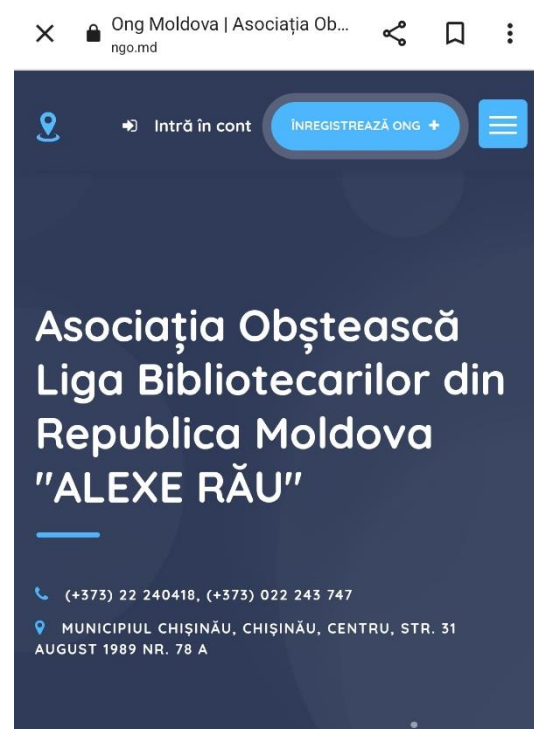 Ong Moldova | Asociația Ob...
ngo.md
Intră în cont
ÎNREGISTREAZĂ ONG +
Asociația Obștească
Liga Bibliotecarilor din
Republica Moldova
"ALEXE RĂU"
(+373) 22 240418, (+373) 022 243 747
MUNICIPIUL CHIȘINĂU, CHIȘINĂU, CENTRU, STR. 31
AUGUST 1989 NR. 78 A